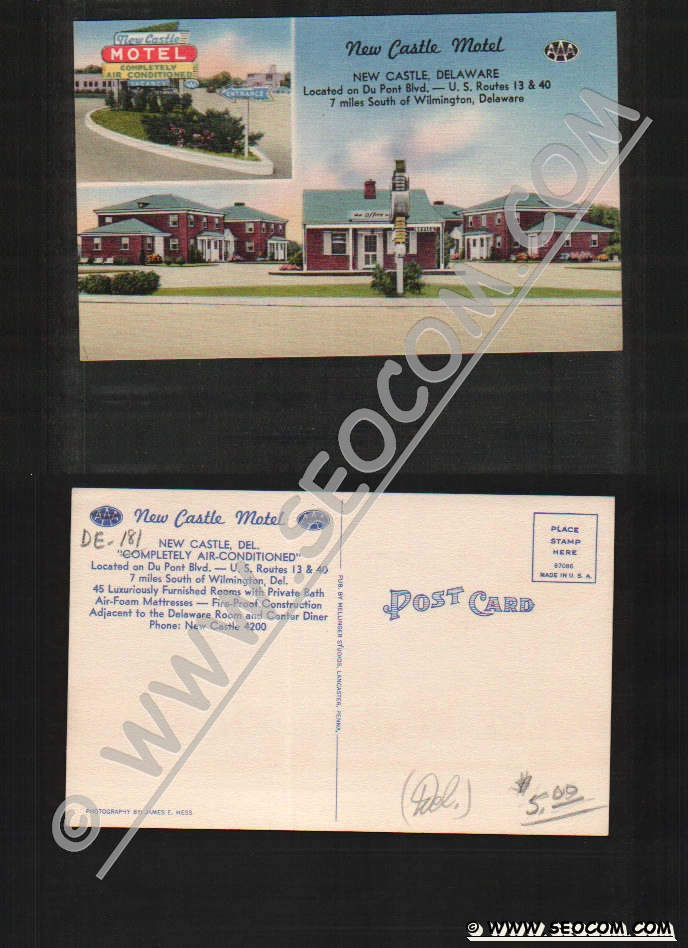 New Castle
MOTEL
COMPLETELY
AIR CONDITIONED
VACANCY
ENTRANCE
New Castle Motel
AAA
NEW CASTLE, DELAWARE
Located on Du Pont Blvd. — U. S. Routes 13 & 40
7 miles South of Wilmington, Delaware
Office
OFFICE
AAA New Castle Motel AAA
DE-181
NEW CASTLE, DEL.
"COMPLETELY AIR-CONDITIONED"
Located on Du Pont Blvd. — U. S. Routes 13 & 40
7 miles South of Wilmington, Del.
45 Luxuriously Furnished Rooms with Private Bath
Air-Foam Mattresses — Fire-Proof Construction
Adjacent to the Delaware Room and Center Diner
Phone: New Castle 4200
PHOTOGRAPHY BY JAMES E. HESS
PUB. BY MILLINGER STUDIOS, LANCASTER, PENNA.
POST CARD
PLACE
STAMP
HERE
67086
MADE IN U. S. A.
(Del.)
$5.00
© WWW.SEOCOM.COM
© WWW.SEOCOM.COM